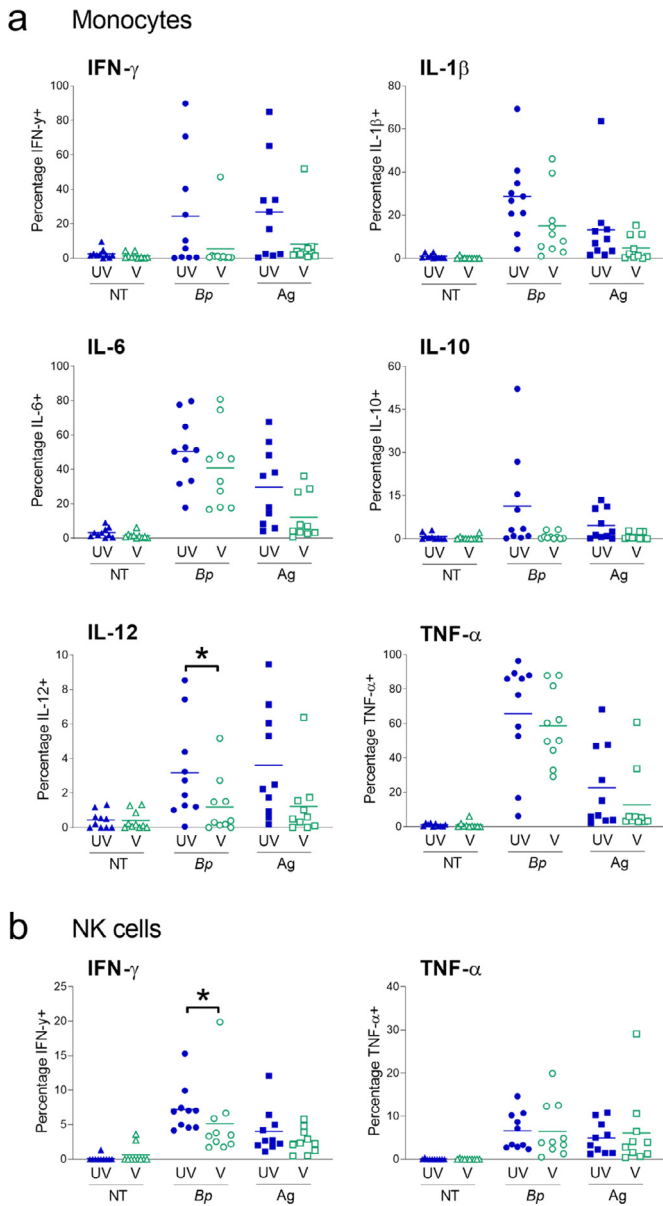 a Monocytes
IFN-γ
Percentage IFN-y+
100
80
60
40
20
0
UV V UV V UV V
NT Bp Ag
IL-1β
Percentage IL-1β+
80
60
40
20
0
UV V UV V UV V
NT Bp Ag
IL-6
Percentage IL-6+
100
80
60
40
20
0
UV V UV V UV V
NT Bp Ag
IL-10
Percentage IL-10+
60
45
30
15
0
UV V UV V UV V
NT Bp Ag
IL-12
Percentage IL-12+
10
8
6
4
2
0
*
UV V UV V UV V
NT Bp Ag
TNF-α
Percentage TNF-α+
100
80
60
40
20
0
UV V UV V UV V
NT Bp Ag
b NK cells
IFN-γ
Percentage IFN-y+
25
20
15
10
5
0
*
UV V UV V UV V
NT Bp Ag
TNF-α
Percentage TNF-α+
40
30
20
10
0
UV V UV V UV V
NT Bp Ag